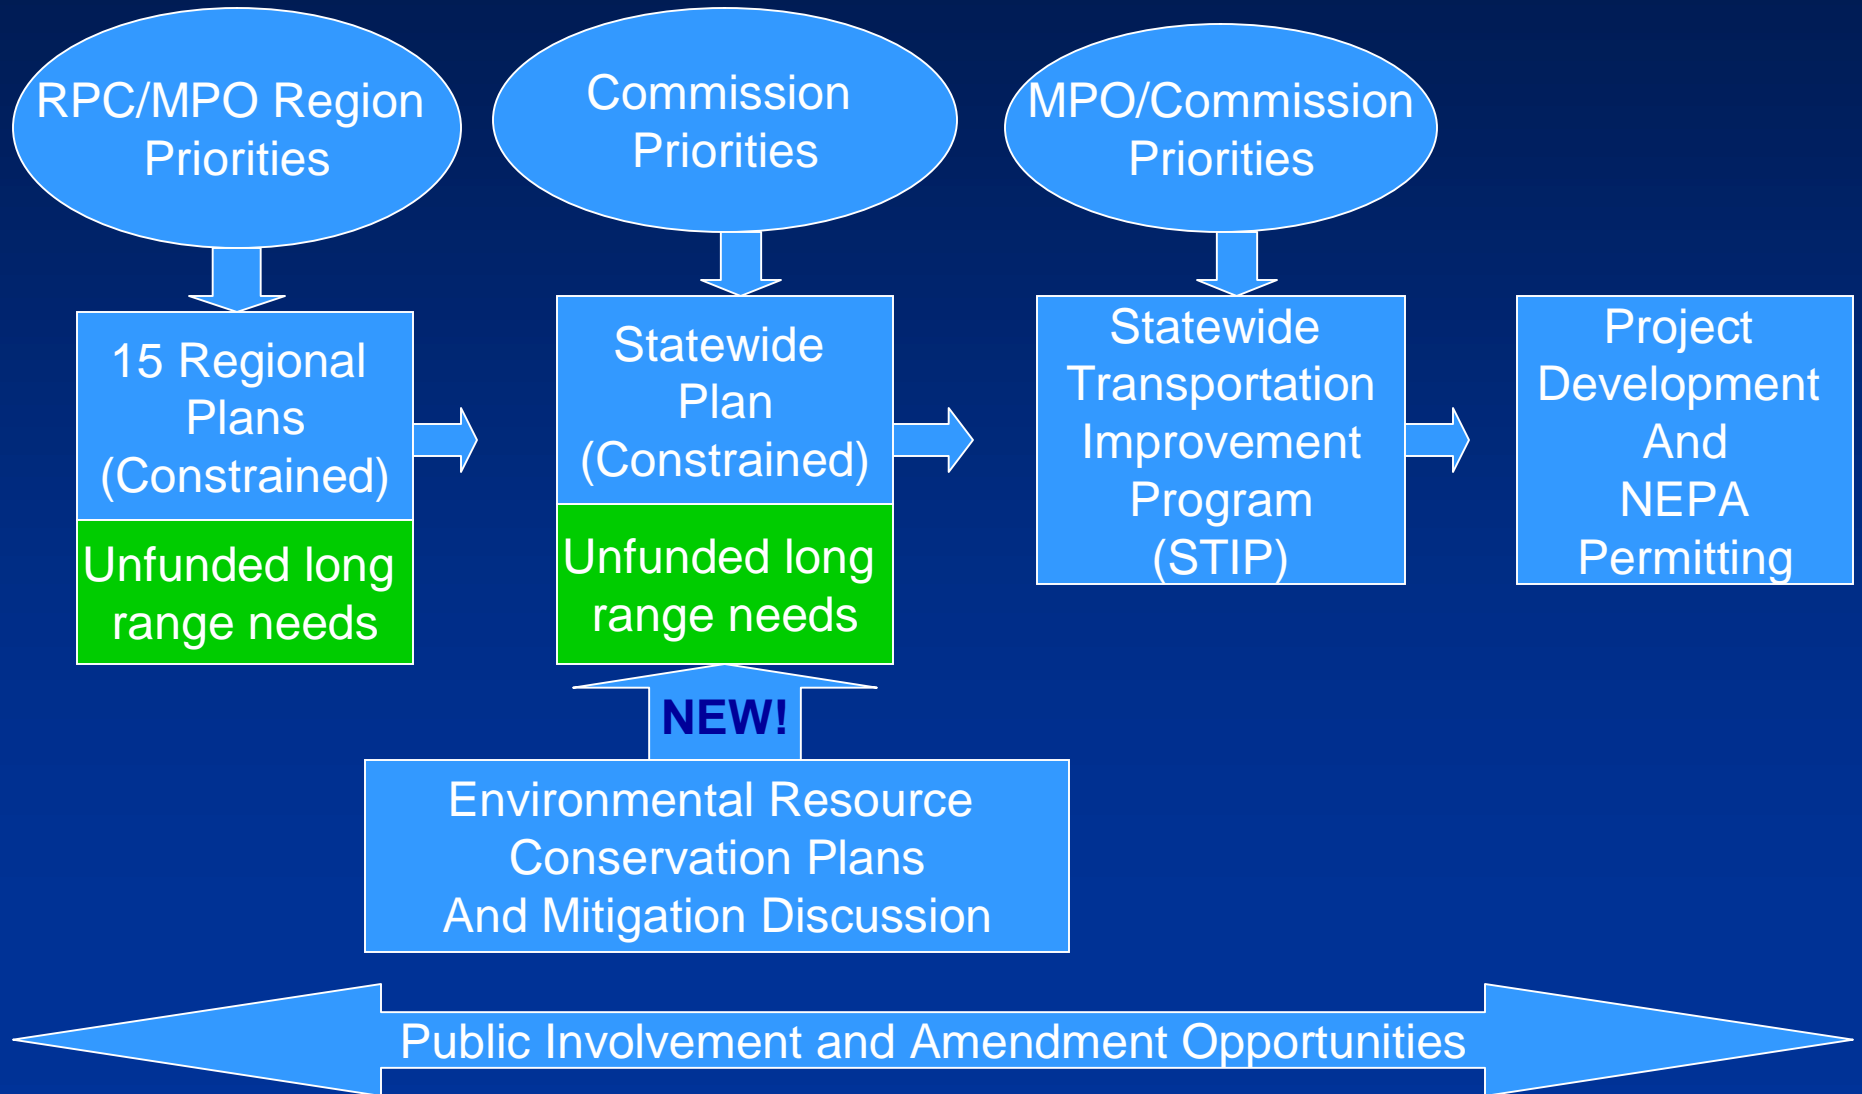 RPC/MPO Region
Priorities
Commission
Priorities
MPO/Commission
Priorities
15 Regional
Plans
(Constrained)
Unfunded long
range needs
Statewide
Plan
(Constrained)
Unfunded long
range needs
Statewide
Transportation
Improvement
Program
(STIP)
Project
Development
And
NEPA
Permitting
NEW!
Environmental Resource
Conservation Plans
And Mitigation Discussion
Public Involvement and Amendment Opportunities